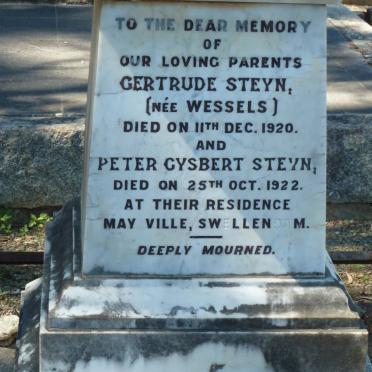 TO THE DEAR MEMORY
OF
OUR LOVING PARENTS
GERTRUDE STEYN,
(NÉE WESSELS)
DIED ON 11TH DEC. 1920.
AND
PETER GYSBERT STEYN,
DIED ON 25TH OCT. 1922.
AT THEIR RESIDENCE
MAY VILLE, SWELLEN M.
DEEPLY MOURNED.